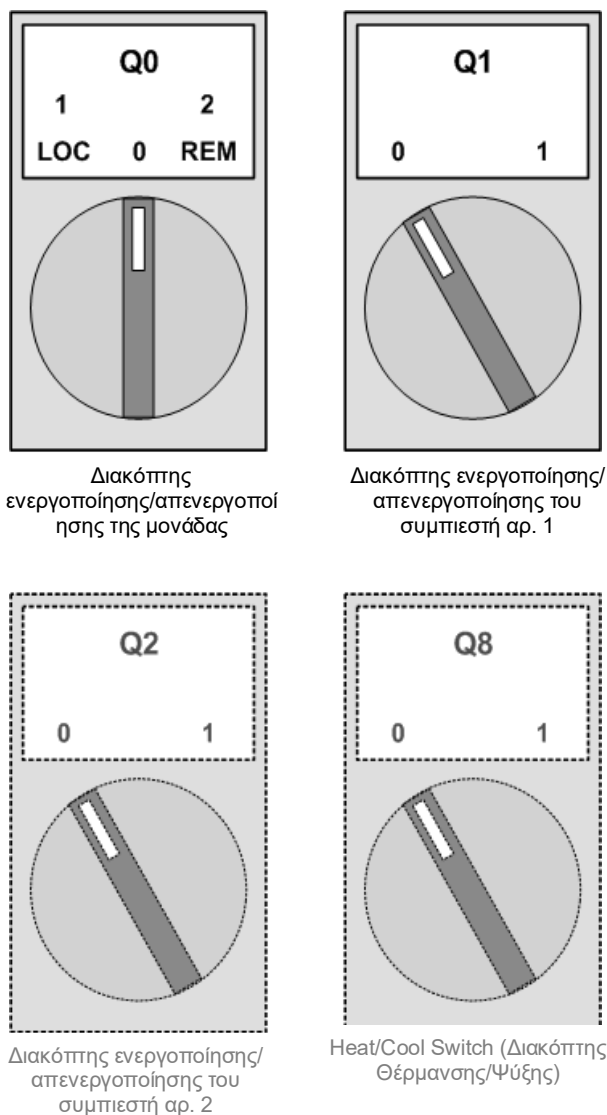 Q0
1 2
LOC 0 REM
Διακόπτης
ενεργοποίησης/απενεργοποί
ησης της μονάδας
Q1
0 1
Διακόπτης ενεργοποίησης/
απενεργοποίησης του
συμπιεστή αρ. 1
Q2
0 1
Διακόπτης ενεργοποίησης/
απενεργοποίησης του
συμπιεστή αρ. 2
Q8
0 1
Heat/Cool Switch (Διακόπτης
Θέρμανσης/Ψύξης)